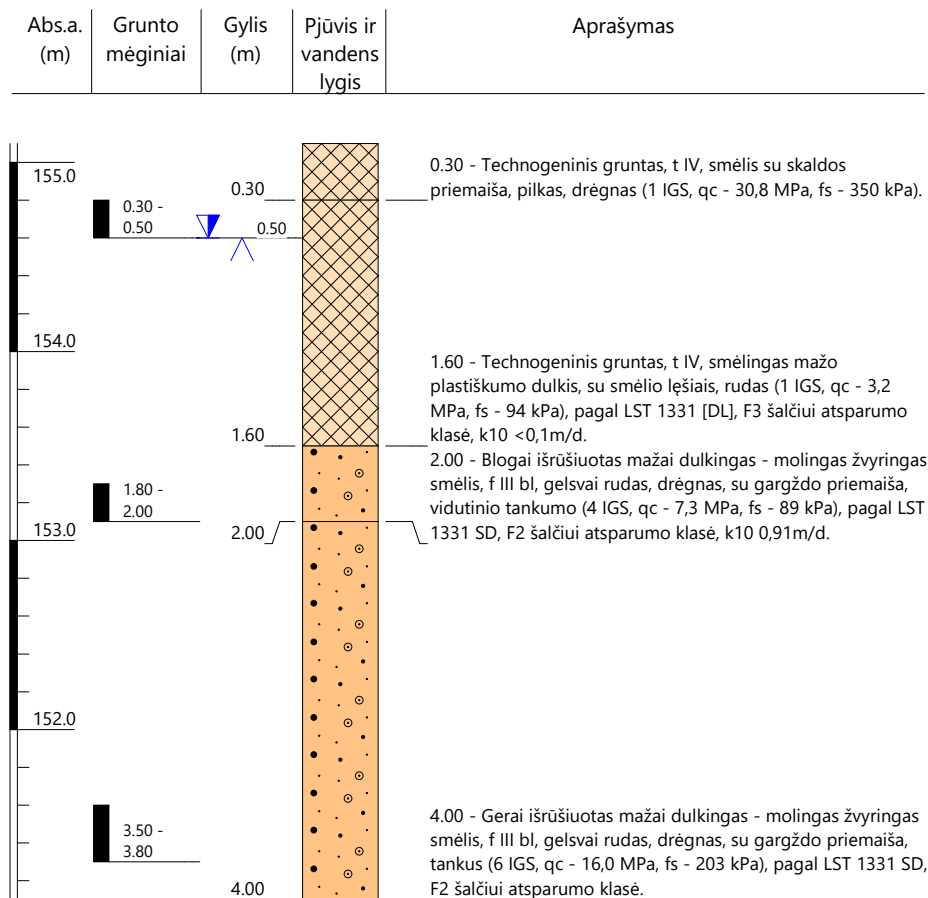 Abs.a.
(m)
Grunto
mėginiai
Gylis
(m)
Pjūvis ir
vandens
lygis
Aprašymas
155.0
0.30 -
0.50
0.30
0.50
0.30 - Technogeninis gruntas, t IV, smėlis su skaldos
priemaiša, pilkas, drėgnas (1 IGS, qc - 30,8 MPa, fs - 350 kPa).
154.0
1.60
1.60 - Technogeninis gruntas, t IV, smėlingas mažo
plastiškumo dulkis, su smėlio lęšiais, rudas (1 IGS, qc - 3,2
MPa, fs - 94 kPa), pagal LST 1331 [DL], F3 šalčiui atsparumo
klasė, k10 <0,1m/d.
1.80 -
2.00
153.0
2.00
2.00 - Blogai išrūšiuotas mažai dulkingas - molingas žvyringas
smėlis, f III bl, gelsvai rudas, drėgnas, su gargždo priemaiša,
vidutinio tankumo (4 IGS, qc - 7,3 MPa, fs - 89 kPa), pagal LST
1331 SD, F2 šalčiui atsparumo klasė, k10 0,91m/d.
152.0
3.50 -
3.80
4.00
4.00 - Gerai išrūšiuotas mažai dulkingas - molingas žvyringas
smėlis, f III bl, gelsvai rudas, drėgnas, su gargždo priemaiša,
tankus (6 IGS, qc - 16,0 MPa, fs - 203 kPa), pagal LST 1331 SD,
F2 šalčiui atsparumo klasė.